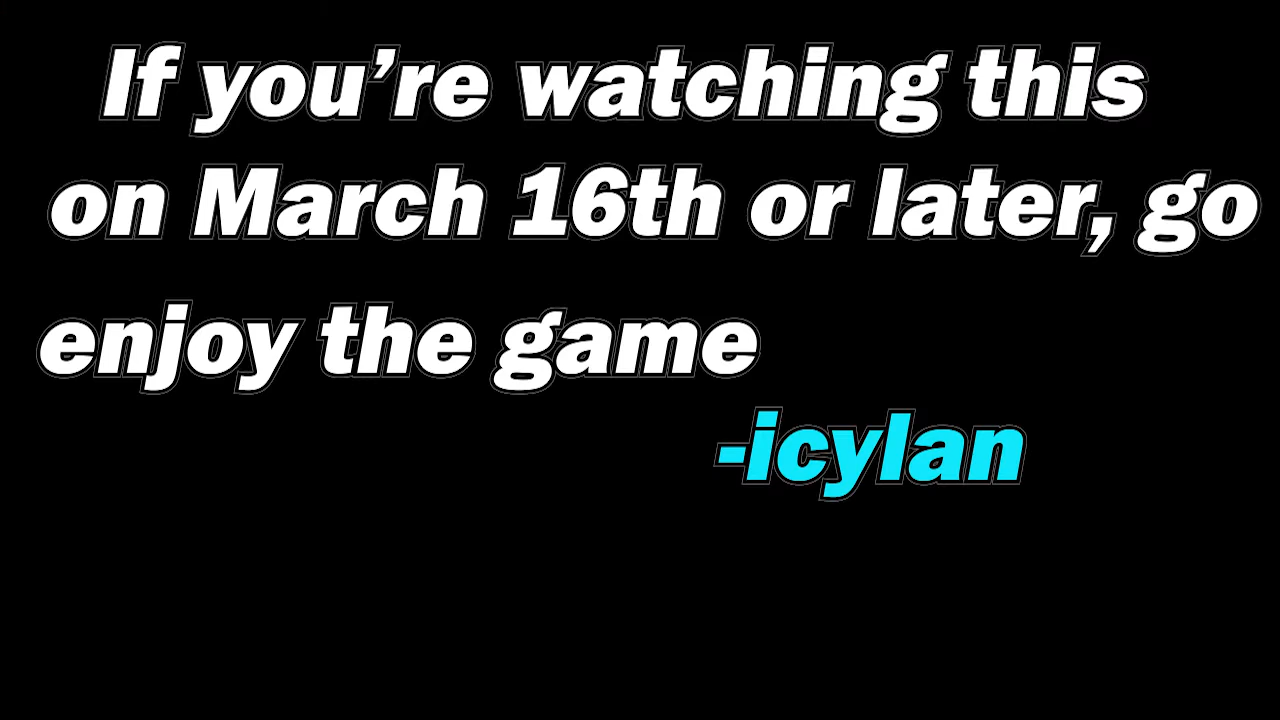 If you're watching this
on March 16th or later, go
enjoy the game
-icylan